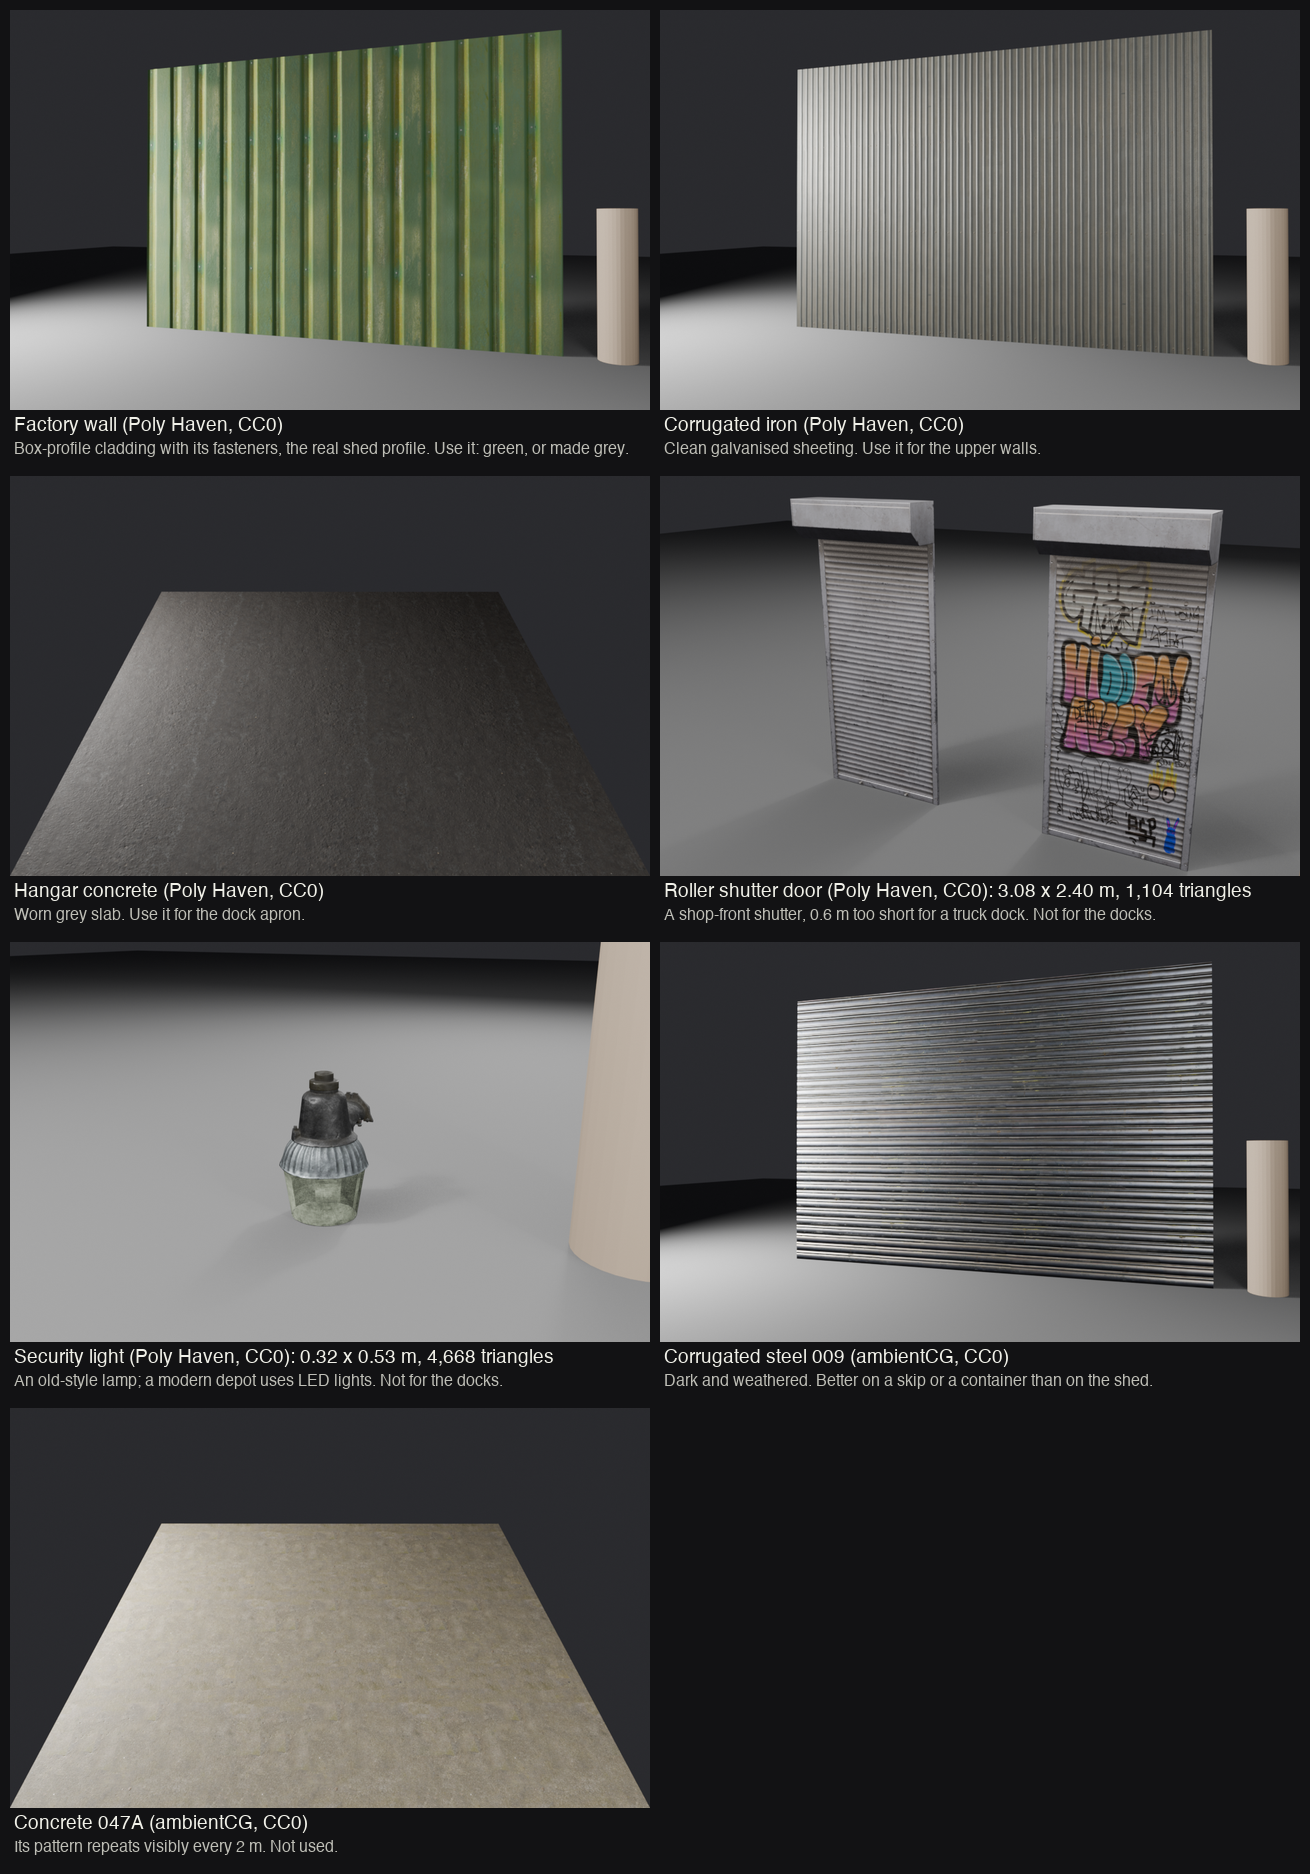 Factory wall (Poly Haven, CC0)
Box-profile cladding with its fasteners, the real shed profile. Use it: green, or made grey.
Corrugated iron (Poly Haven, CC0)
Clean galvanised sheeting. Use it for the upper walls.
Hangar concrete (Poly Haven, CC0)
Worn grey slab. Use it for the dock apron.
Roller shutter door (Poly Haven, CC0): 3.08 x 2.40 m, 1,104 triangles
A shop-front shutter, 0.6 m too short for a truck dock. Not for the docks.
Security light (Poly Haven, CC0): 0.32 x 0.53 m, 4,668 triangles
An old-style lamp; a modern depot uses LED lights. Not for the docks.
Corrugated steel 009 (ambientCG, CC0)
Dark and weathered. Better on a skip or a container than on the shed.
Concrete 047A (ambientCG, CC0)
Its pattern repeats visibly every 2 m. Not used.